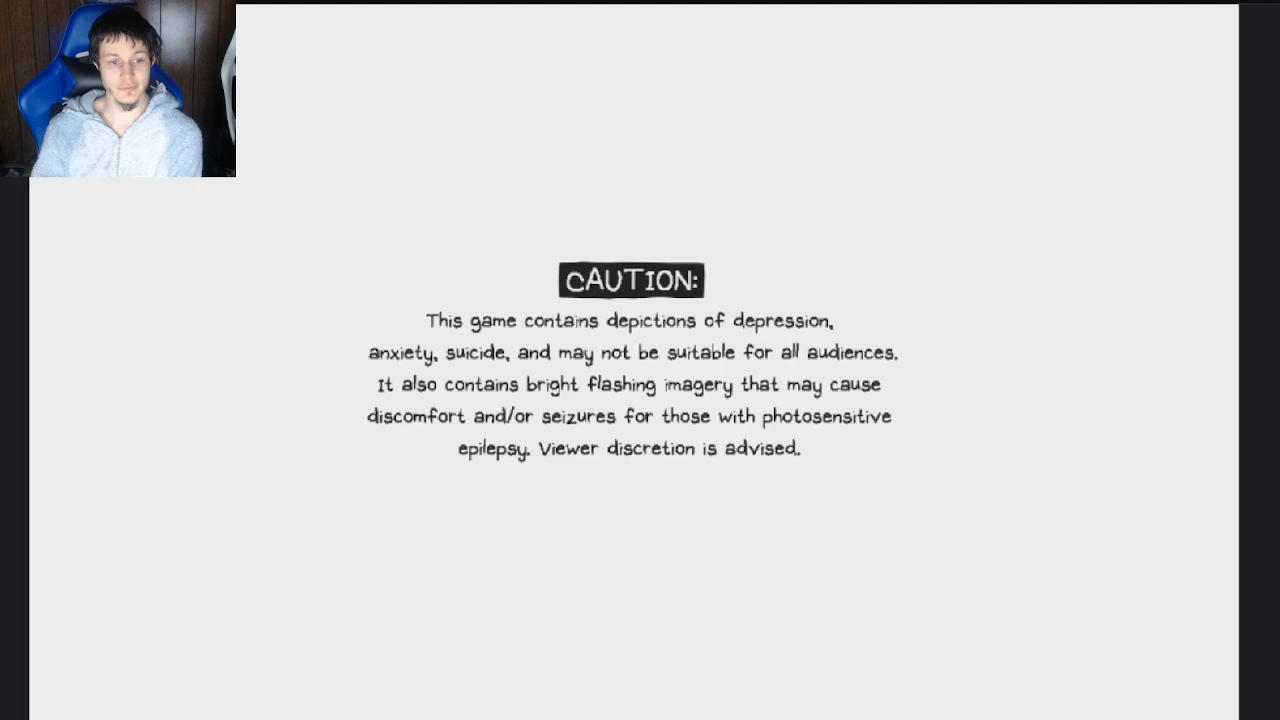 CAUTION:
This game contains depictions of depression,
anxiety, suicide, and may not be suitable for all audiences.
It also contains bright flashing imagery that may cause
discomfort and/or seizures for those with photosensitive
epilepsy. Viewer discretion is advised.